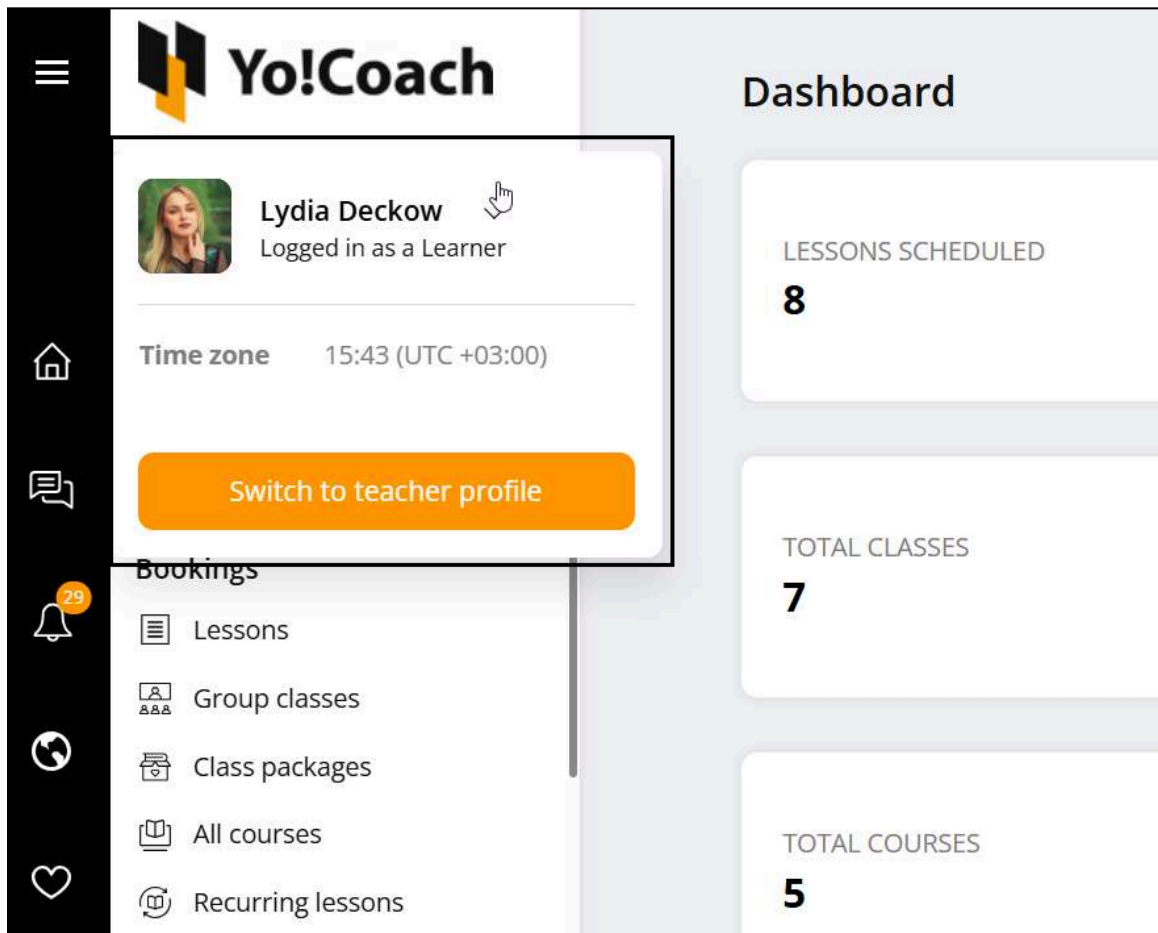 Yo!Coach
Dashboard
Lydia Deckow
Logged in as a Learner
Time zone 15:43 (UTC +03:00)
Switch to teacher profile
29
Bookings
Lessons
Group classes
Class packages
All courses
Recurring lessons
LESSONS SCHEDULED
8
TOTAL CLASSES
7
TOTAL COURSES
5